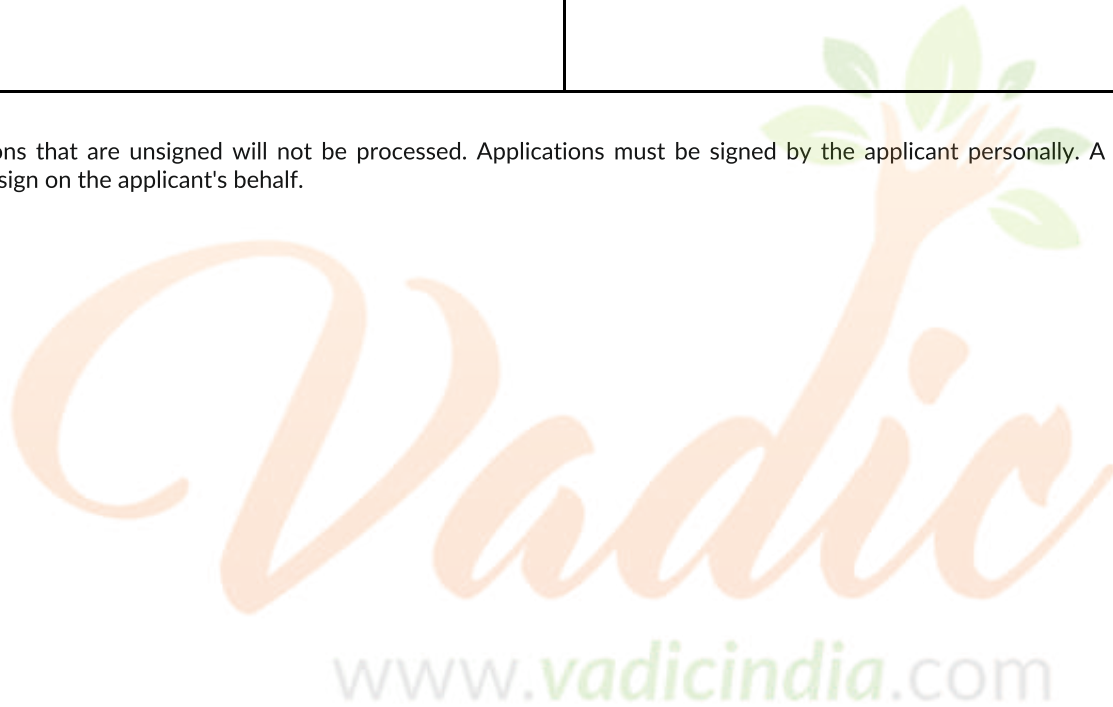 ons that are unsigned will not be processed. Applications must be signed by the applicant personally. A
sign on the applicant's behalf.
Vadic
www.vadicindia.com